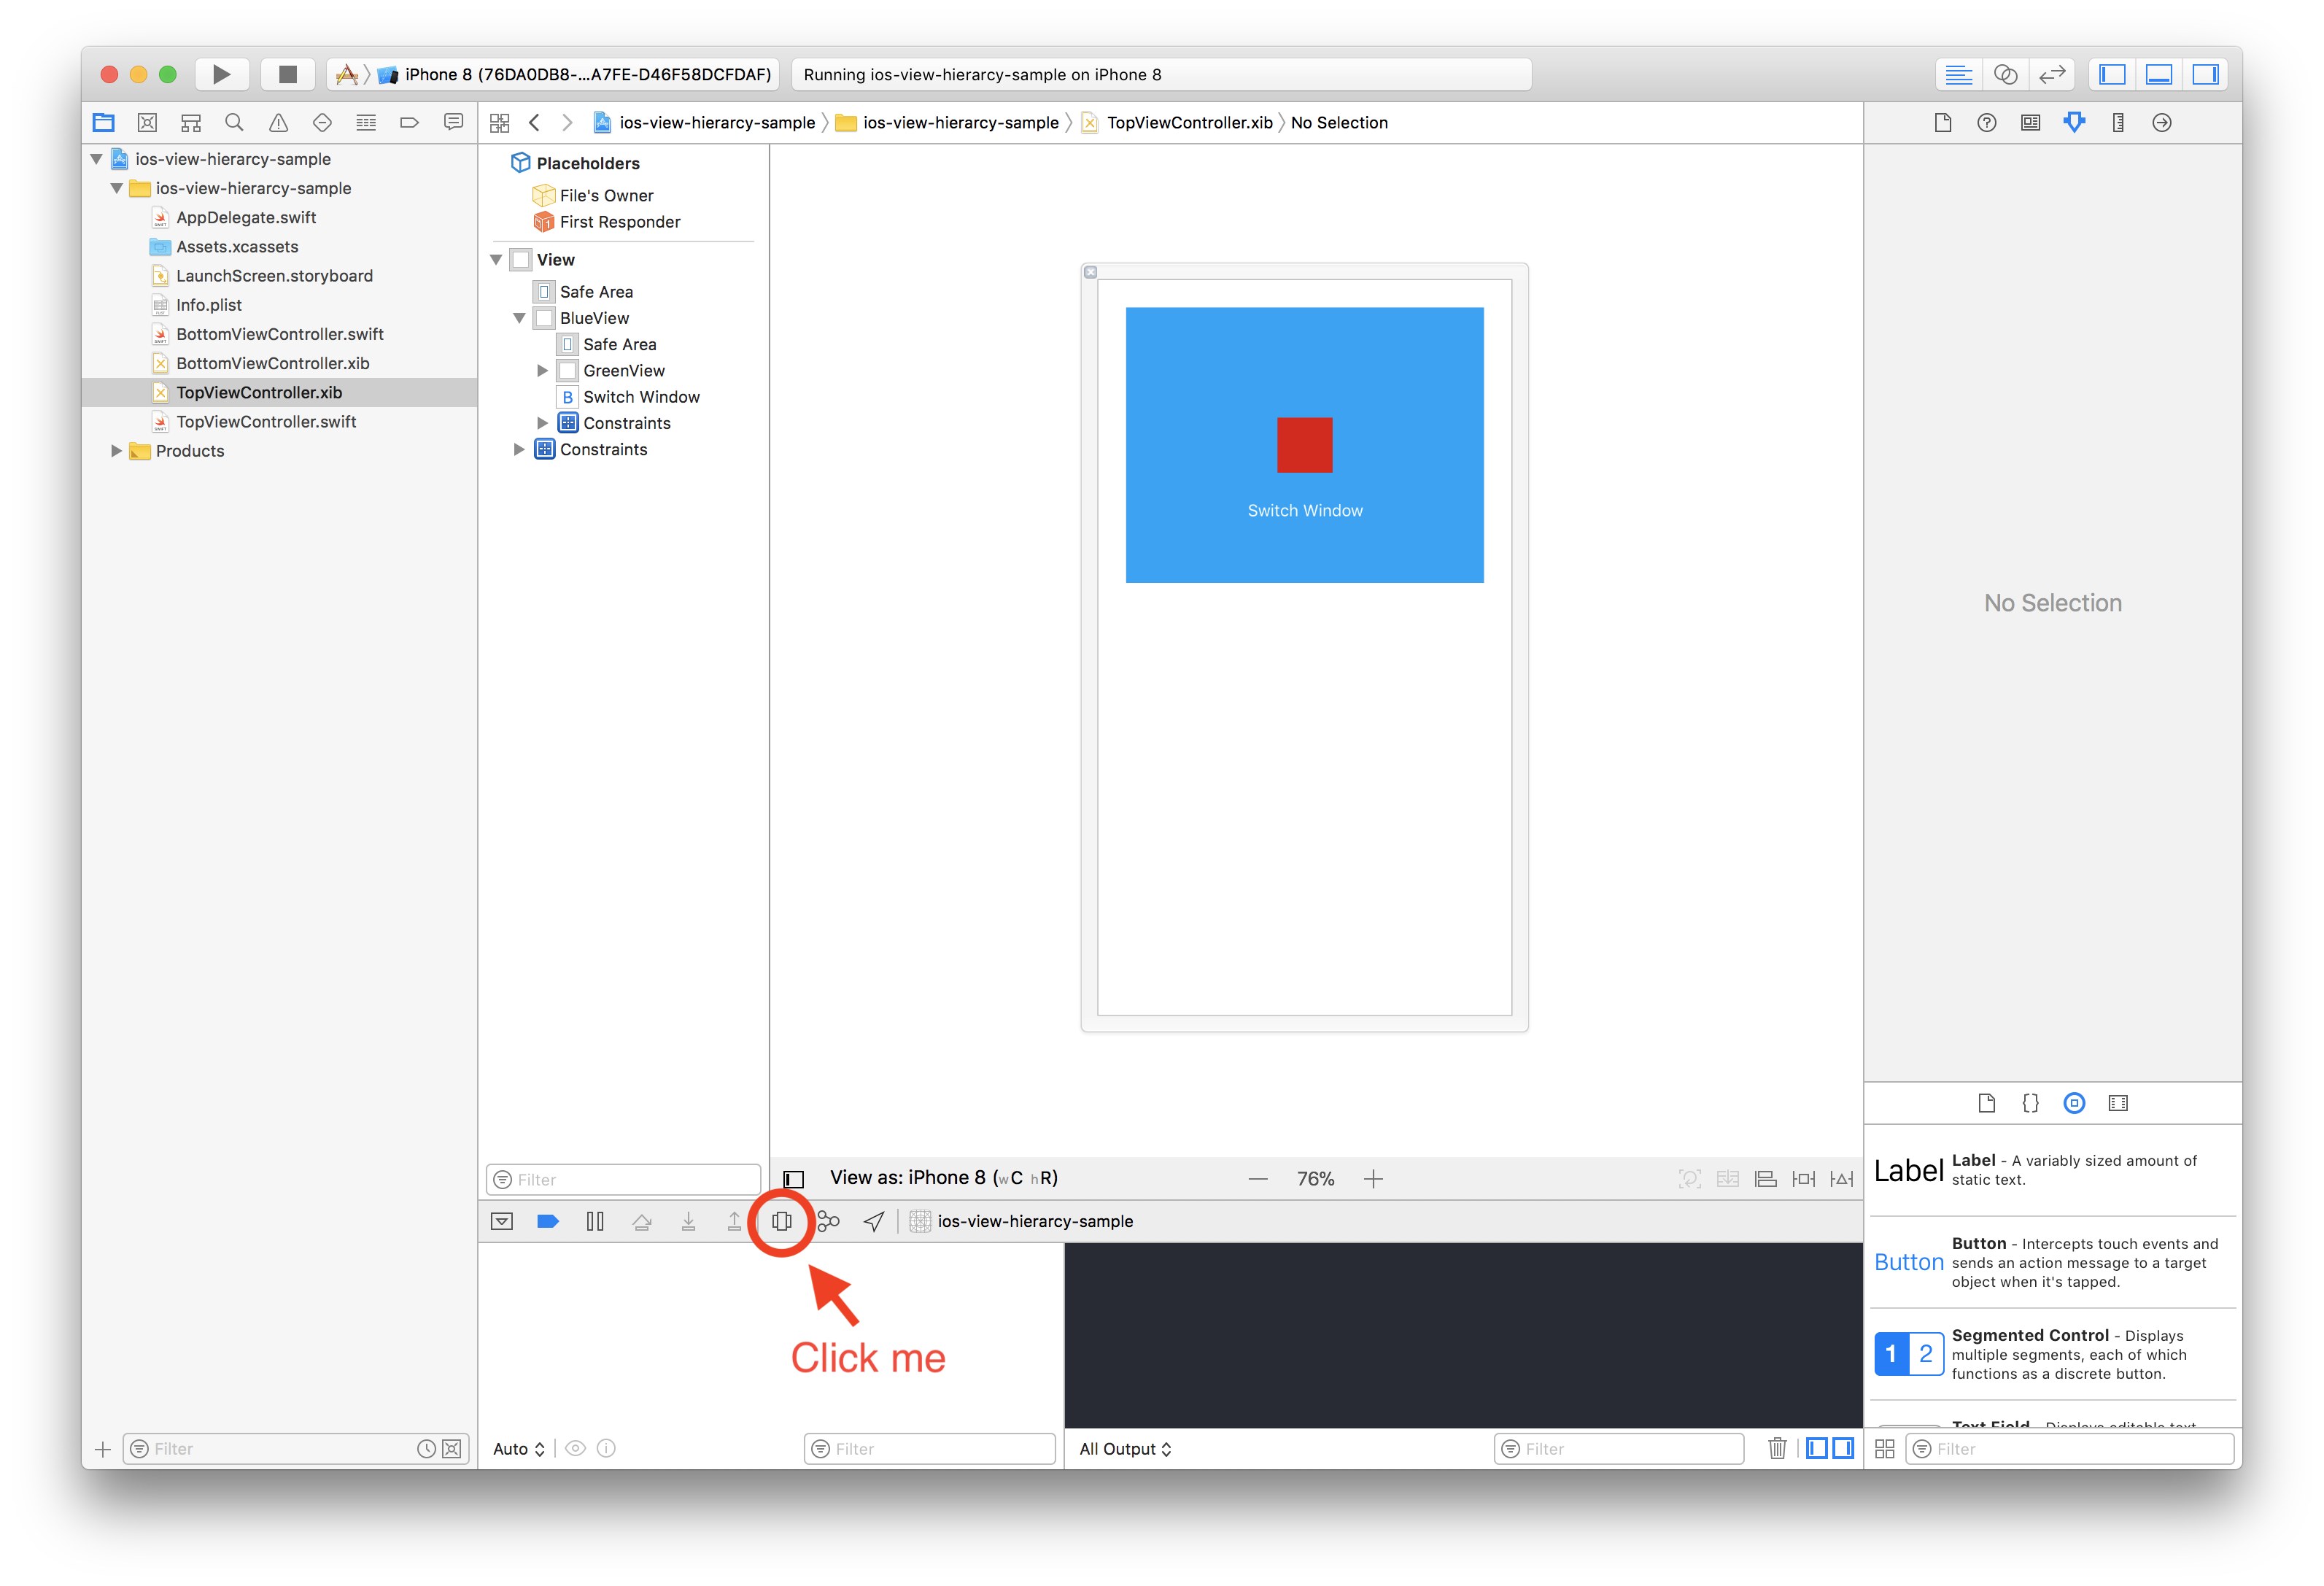 iPhone 8 (76DA0DB8-...A7FE-D46F58DCFDAF)
Running ios-view-hierarcy-sample on iPhone 8
ios-view-hierarcy-sample
ios-view-hierarcy-sample
TopViewController.xib
No Selection
ios-view-hierarcy-sample
ios-view-hierarcy-sample
AppDelegate.swift
Assets.xcassets
LaunchScreen.storyboard
Info.plist
BottomViewController.swift
BottomViewController.xib
TopViewController.xib
TopViewController.swift
Products
Placeholders
File's Owner
First Responder
View
Safe Area
BlueView
Safe Area
GreenView
B Switch Window
Constraints
Constraints
Switch Window
No Selection
Filter
View as: iPhone 8 (wC hR)
76%
ios-view-hierarcy-sample
Click me
Label
Label - A variably sized amount of
static text.
Button
Button - Intercepts touch events and
sends an action message to a target
object when it's tapped.
1 2
Segmented Control - Displays
multiple segments, each of which
functions as a discrete button.
Text Field - Displays editable text
Filter
Auto
Filter
All Output
Filter
Filter